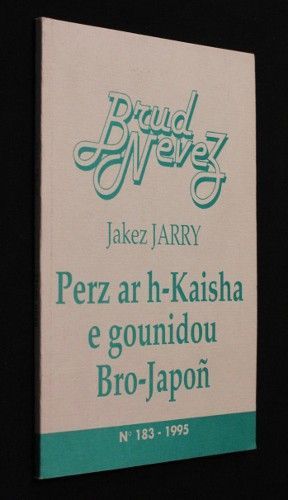 Brud
Nevez
Jakez JARRY
Perz ar h-Kaisha
e gounidou
Bro-Japoñ
N° 183 - 1995